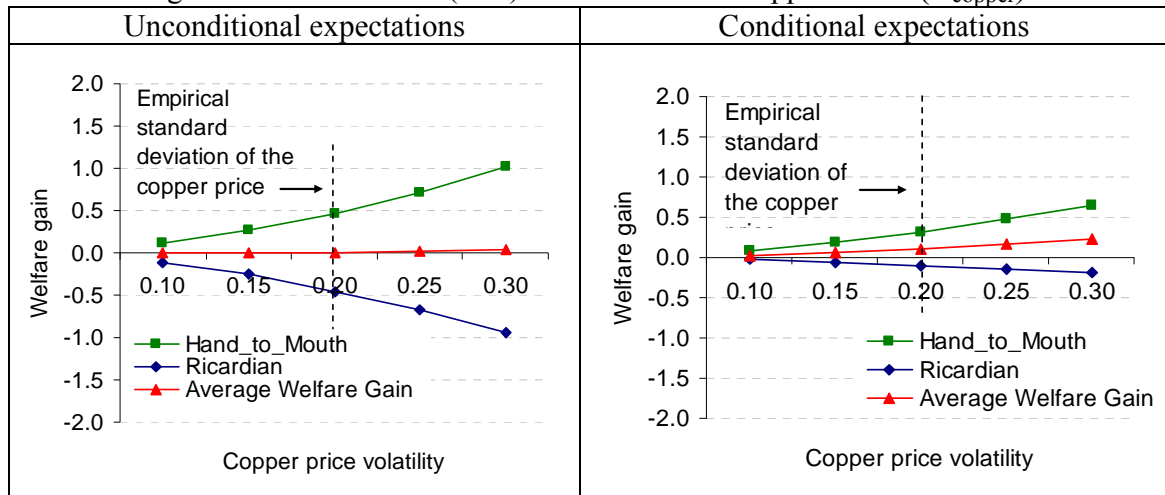 Unconditional expectations
Conditional expectations
2.0
1.5
1.0
0.5
0.0
-0.5
-1.0
-1.5
-2.0
Welfare gain
Empirical
standard
deviation of the
copper price
0.10 0.15 0.20 0.25 0.30
Hand_to_Mouth
Ricardian
Average Welfare Gain
Copper price volatility
2.0
1.5
1.0
0.5
0.0
-0.5
-1.0
-1.5
-2.0
Welfare gain
Empirical
standard
deviation of
the copper
0.10 0.15 0.20 0.25 0.30
Hand_to_Mouth
Ricardian
Average Welfare Gain
Copper price volatility